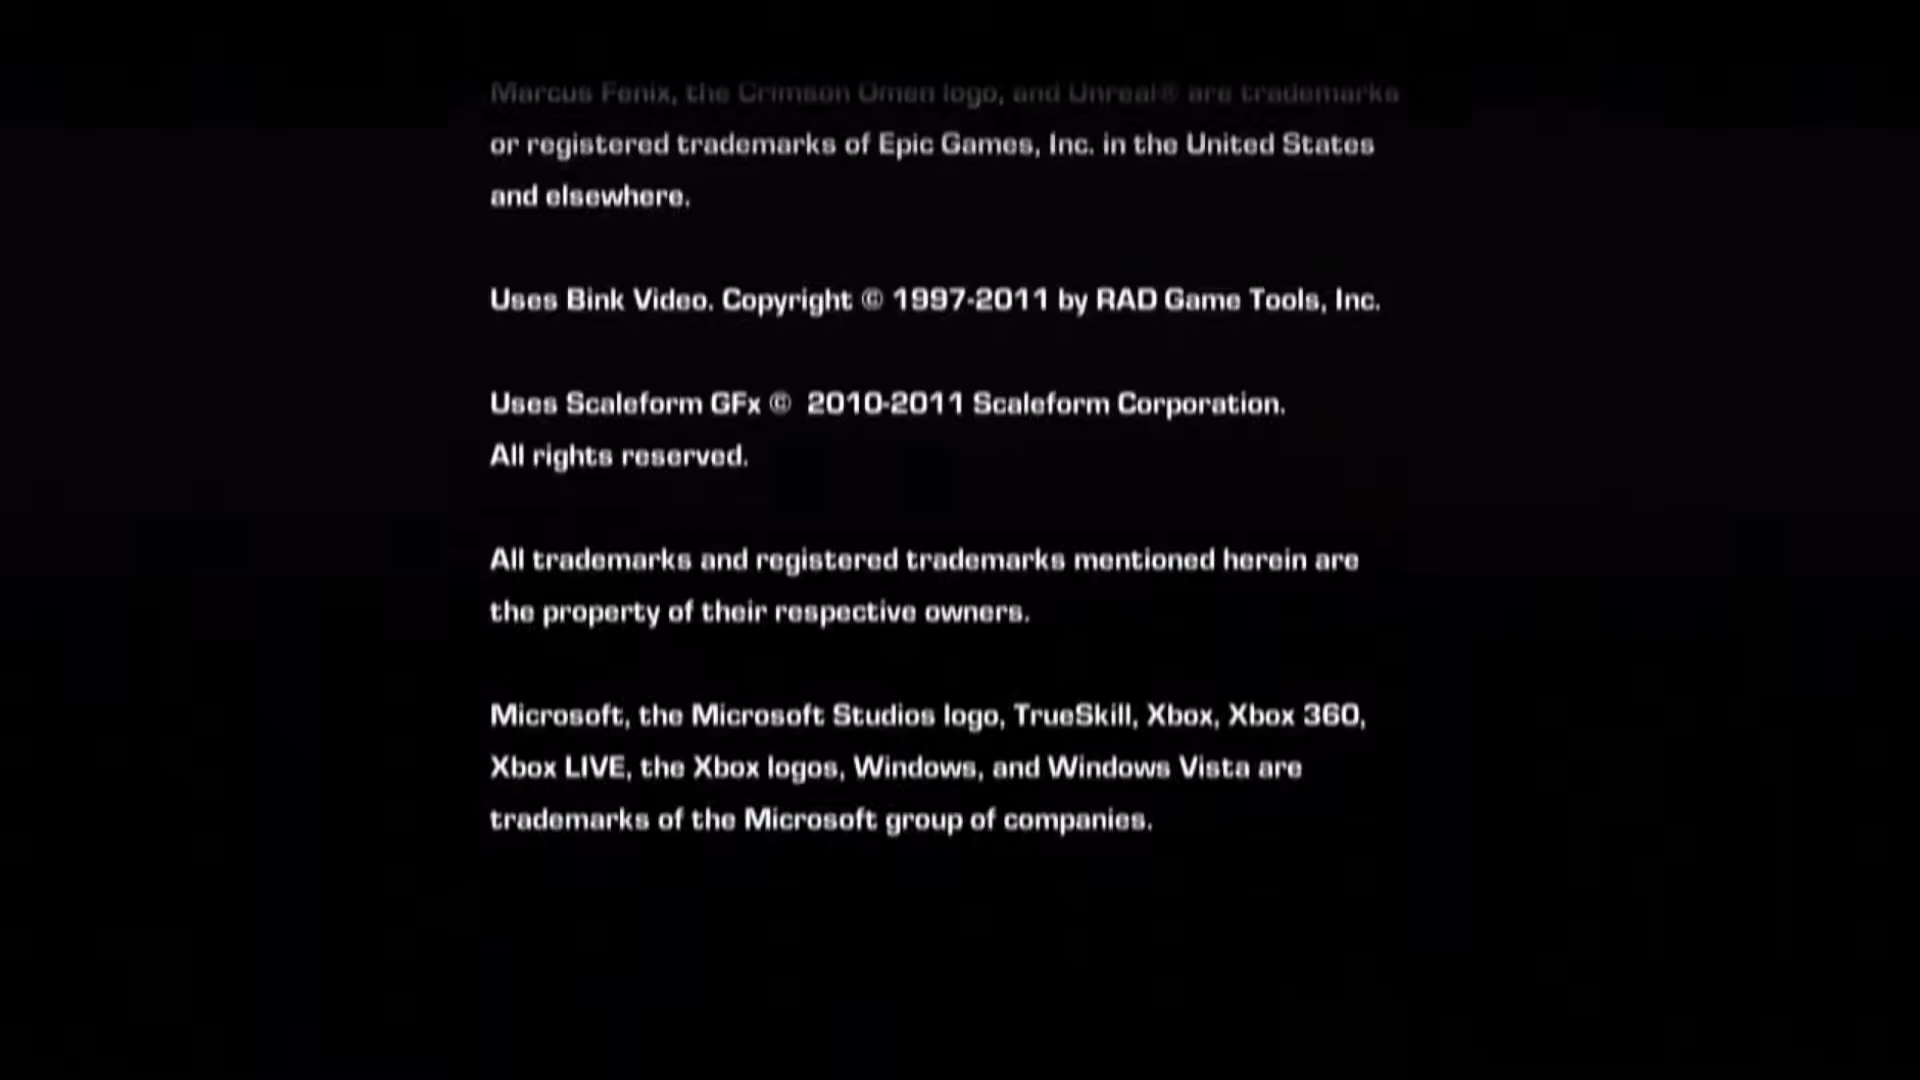 Marcus Fenix, the Crimson Omen logo, and Unreal® are trademarks
or registered trademarks of Epic Games, Inc. in the United States
and elsewhere.
Uses Bink Video. Copyright © 1997-2011 by RAD Game Tools, Inc.
Uses Scaleform GFx © 2010-2011 Scaleform Corporation.
All rights reserved.
All trademarks and registered trademarks mentioned herein are
the property of their respective owners.
Microsoft, the Microsoft Studios logo, TrueSkill, Xbox, Xbox 360,
Xbox LIVE, the Xbox logos, Windows, and Windows Vista are
trademarks of the Microsoft group of companies.